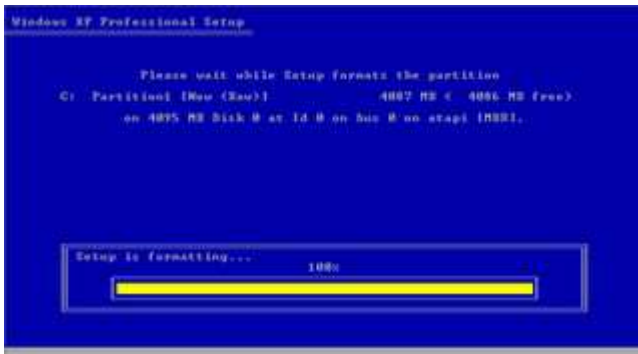 Windows XP Professional Setup
Please wait while Setup formats the partition
C: Partition1 [New (Raw)] 4087 MB ( 4086 MB free)
on 4095 MB Disk 0 at Id 0 on bus 0 on atapi [MBR].
Setup is formatting...
100%